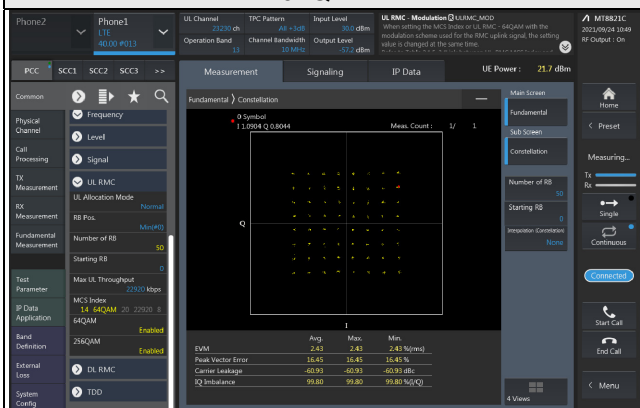 Phone2
Phone1
LTE
40.00 #013
UL Channel
23230 ch
TPC Pattern
All +3dB
Input Level
30.0 dBm
Operation Band
13
Channel Bandwidth
10 MHz
Output Level
-57.2 dBm
UL RMC - Modulation
ULRMC_MOD
When setting the MCS Index of UL RMC - 64QAM with the
modulation scheme used for the RMC uplink signal, the setting
value is changed at the same time.
MT8821C
2021/09/24 10:49
RF Output : On
PCC
SCC1
SCC2
SCC3
>>
Measurement
Signaling
IP Data
UE Power : 21.7 dBm
Common
Physical
Channel
Call
Processing
TX
Measurement
RX
Measurement
Fundamental
Measurement
Test
Parameter
IP Data
Application
Band
Definition
External
Loss
System
Config
Frequency
Level
Signal
UL RMC
UL Allocation Mode
Normal
RB Pos.
Min(#0)
Number of RB
50
Starting RB
0
Max UL Throughput
22920 kbps
MCS Index
14 64QAM 20 22920 8
64QAM
Enabled
256QAM
Enabled
DL RMC
TDD
Fundamental ⟩ Constellation
0 Symbol
I 1.0904 Q 0.8044
Meas. Count : 1/ 1
Q
I
Avg. Max. Min.
EVM 2.43 2.43 2.43 %(rms)
Peak Vector Error 16.45 16.45 16.45 %
Carrier Leakage -60.93 -60.93 -60.93 dBc
IQ Imbalance 99.80 99.80 99.80 %(I/Q)
Main Screen
Fundamental
Sub Screen
Constellation
Number of RB
50
Starting RB
0
Interpolation (Constellation)
None
4 Views
Home
< Preset
Measuring...
Tx
Rx
Single
Continuous
Connected
Start Call
End Call
< Menu